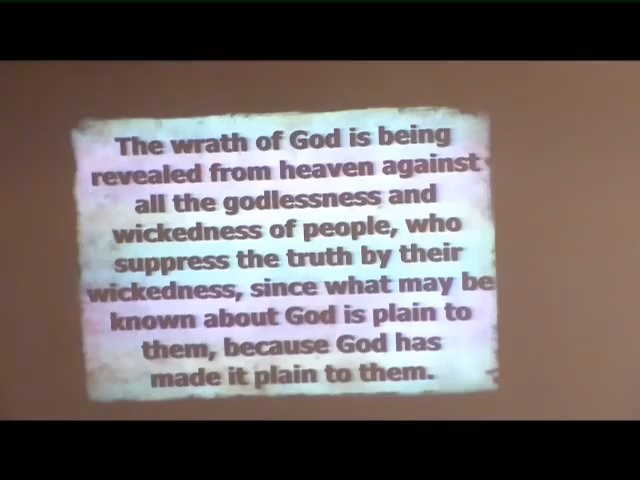 The wrath of God is being
revealed from heaven against
all the godlessness and
wickedness of people, who
suppress the truth by their
wickedness, since what may be
known about God is plain to
them, because God has
made it plain to them.